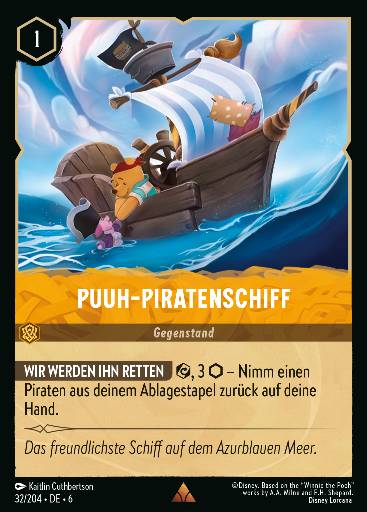 1
PUUH-PIRATENSCHIFF
Gegenstand
WIR WERDEN IHN RETTEN , 3 – Nimm einen
Piraten aus deinem Ablagestapel zurück auf deine
Hand.
Das freundlichste Schiff auf dem Azurblauen Meer.
Kaitlin Cuthbertson
32/204 • DE • 6
©Disney. Based on the "Winnie the Pooh"
works by A.A. Milne and E.H. Shepard.
Disney Lorcana